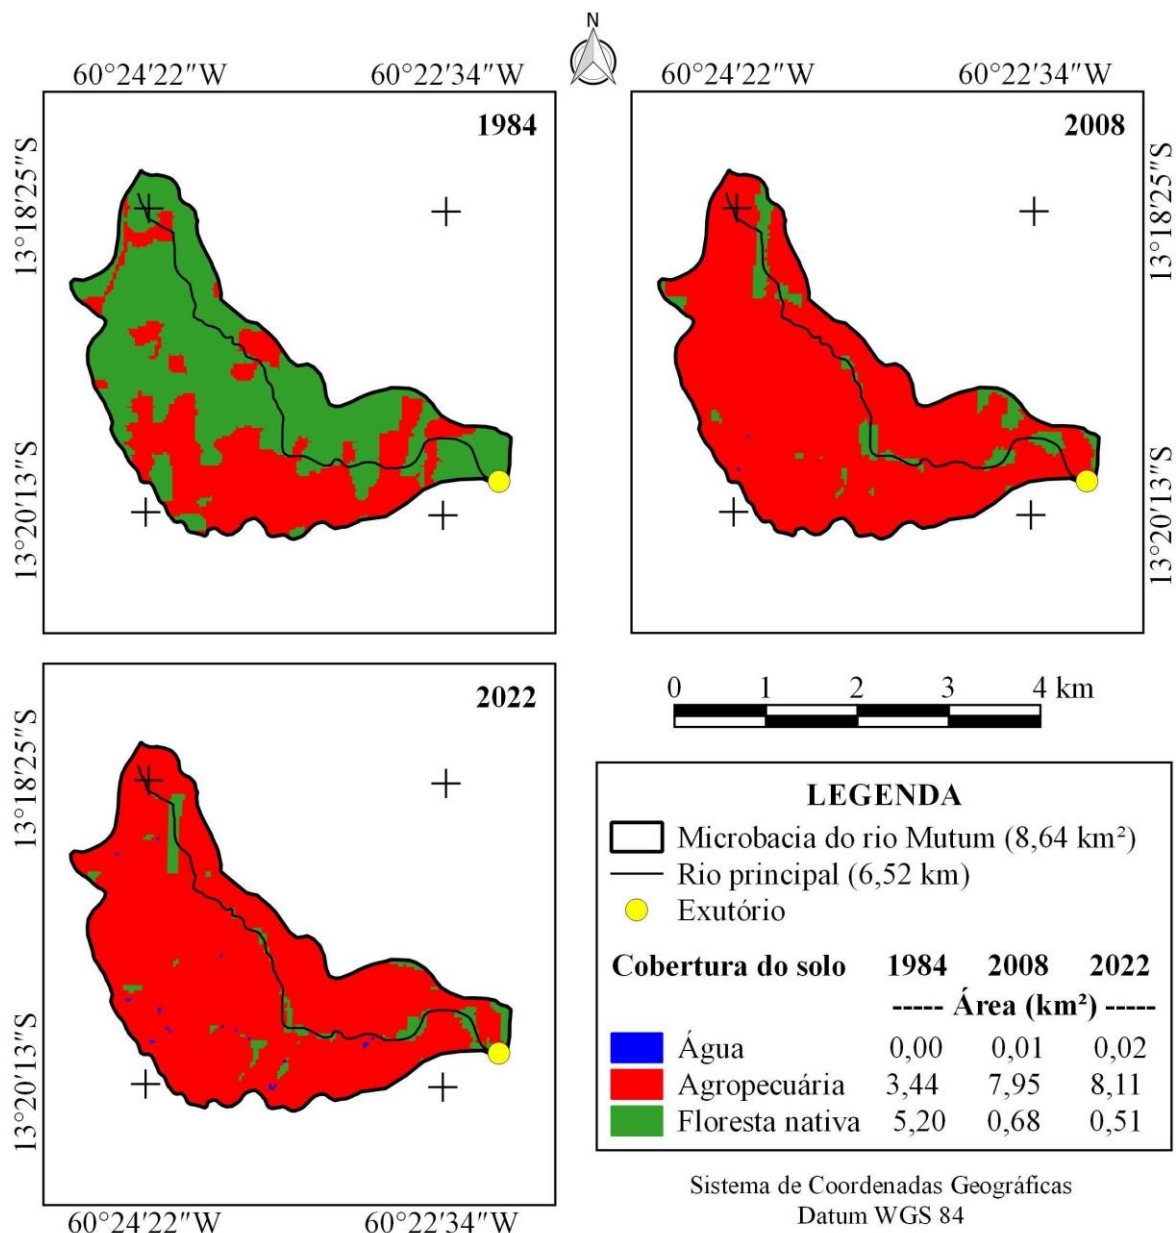 N
60°24'22"W 60°22'34"W
60°24'22"W 60°22'34"W
1984
2008
13°18'25"S
13°20'13"S
13°18'25"S
13°20'13"S
2022
13°18'25"S
13°20'13"S
60°24'22"W 60°22'34"W
0 1 2 3 4 km
LEGENDA
Microbacia do rio Mutum (8,64 km²)
Rio principal (6,52 km)
Exutório
Cobertura do solo 1984 2008 2022
----- Área (km²) -----
Água 0,00 0,01 0,02
Agropecuária 3,44 7,95 8,11
Floresta nativa 5,20 0,68 0,51
Sistema de Coordenadas Geográficas
Datum WGS 84